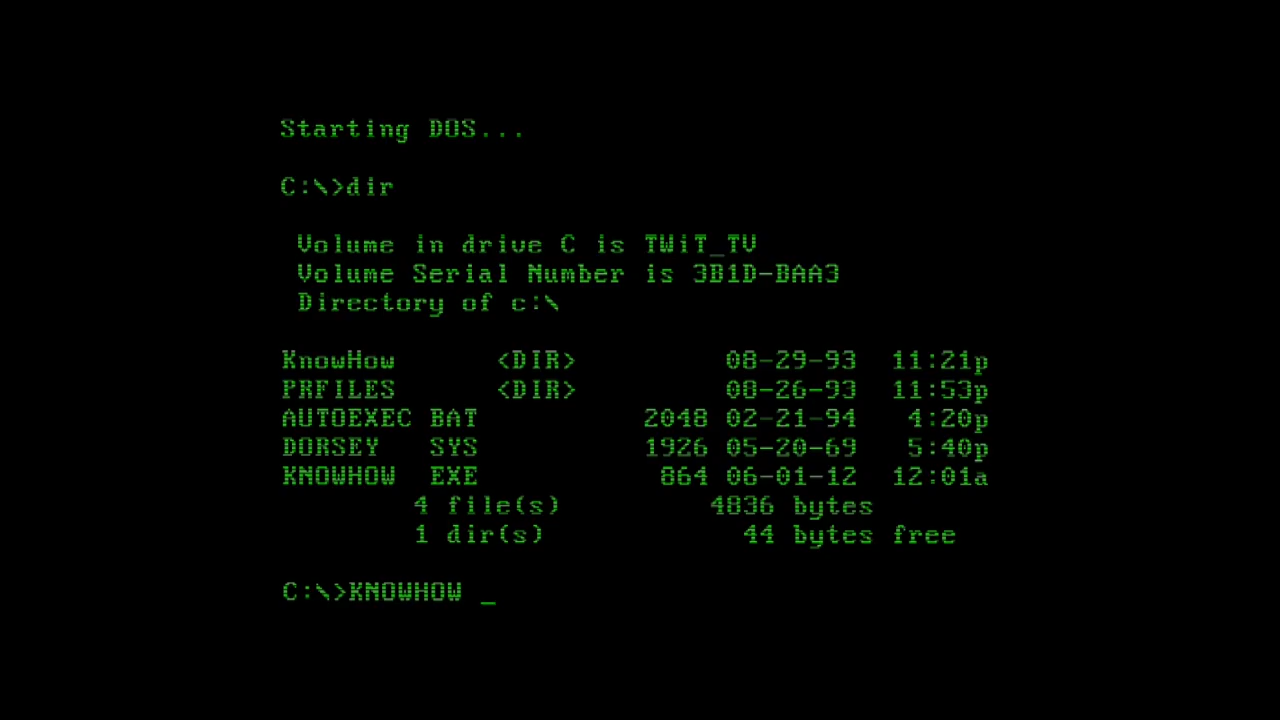 Starting DOS...
C:\>dir
Volume in drive C is TWiT_TV
Volume Serial Number is 3B1D-BAA3
Directory of c:\
KnowHow <DIR> 08-29-93 11:21p
PRFILES <DIR> 08-26-93 11:53p
AUTOEXEC BAT 2048 02-21-94 4:20p
DORSEY SYS 1926 05-20-69 5:40p
KNOWHOW EXE 864 06-01-12 12:01a
4 file(s) 4836 bytes
1 dir(s) 44 bytes free
C:\>KNOWHOW _